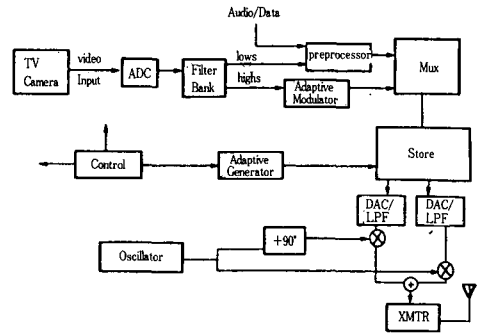 Audio/Data
TV
Camera
video
Input
ADC
Filter
Bank
lows
highs
preprocessor
Adaptive
Modulator
Mux
Control
Adaptive
Generator
Store
DAC/
LPF
DAC/
LPF
Oscillator
+90°
+
XMTR